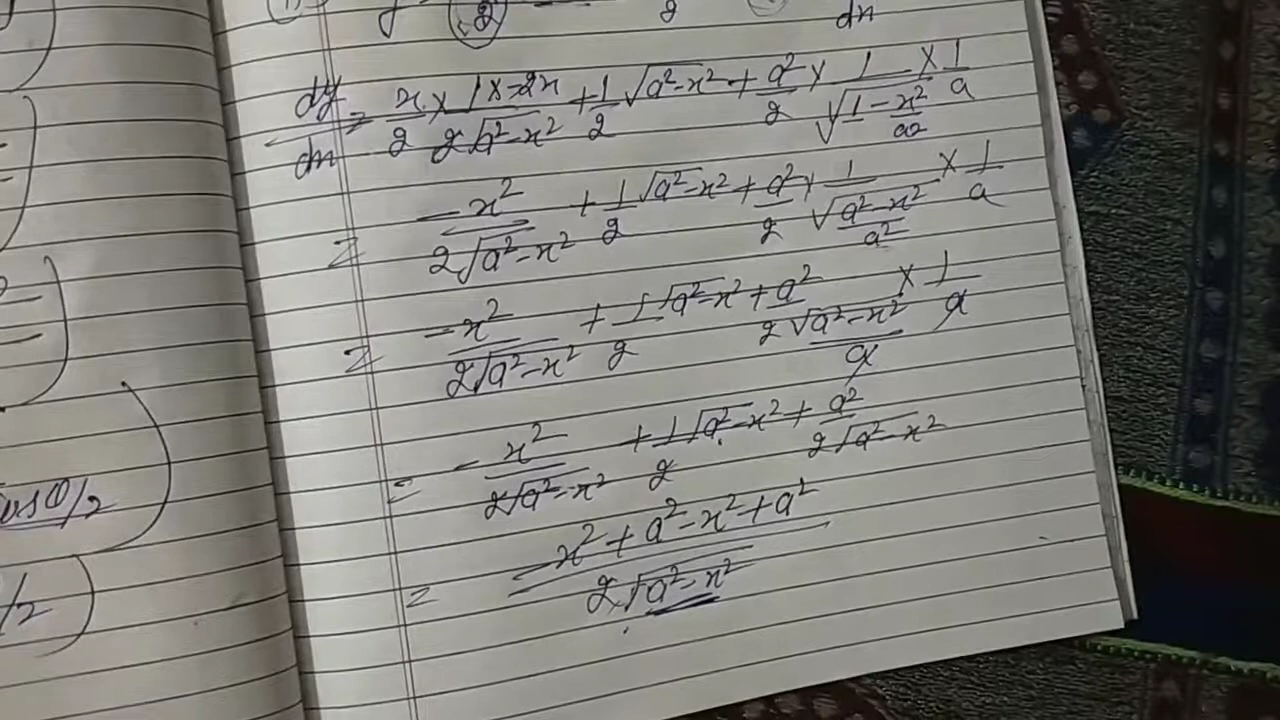 dy/dx = x/2 × 1×-2x/2√a²-x² + 1/2 √a²-x² + a²/2 × 1/√1-x²/a² × 1/a
= -x²/2√a²-x² + 1/2 √a²-x² + a²/2 × 1/√a²-x²/a² × 1/a
= -x²/2√a²-x² + 1/2 √a²-x² + a²/2√a²-x²/a × 1/a
= -x²/2√a²-x² + 1/2 √a²-x² + a²/2√a²-x²
= -x²+a²-x²+a²/2√a²-x²